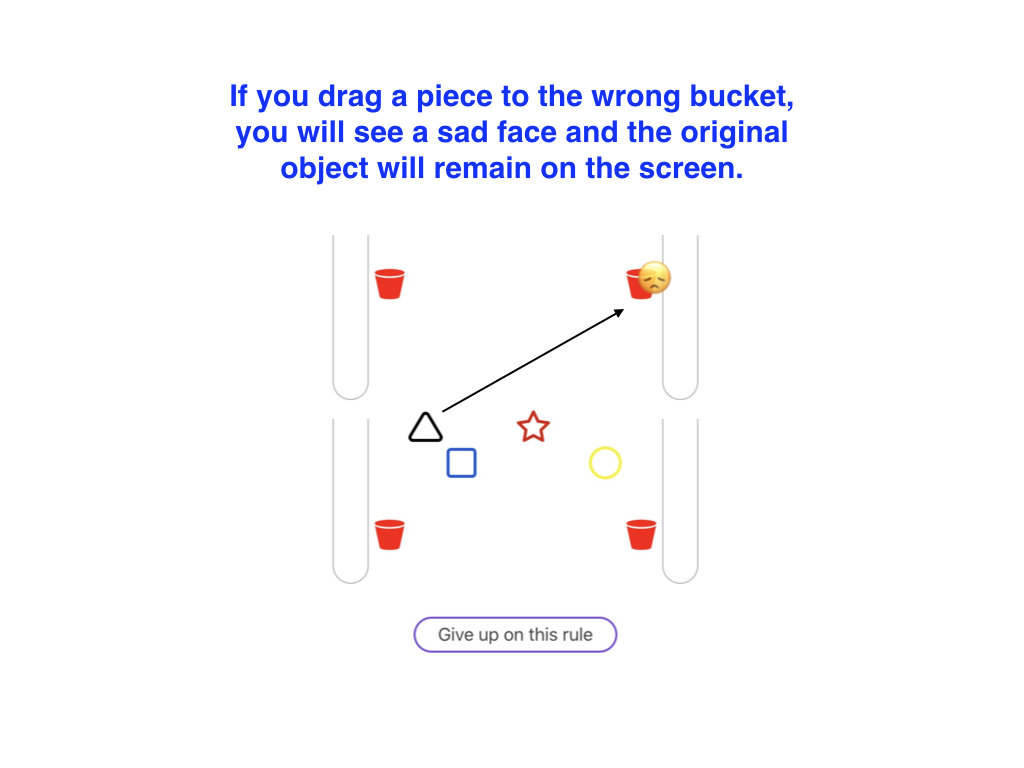 If you drag a piece to the wrong bucket,
you will see a sad face and the original
object will remain on the screen.
Give up on this rule